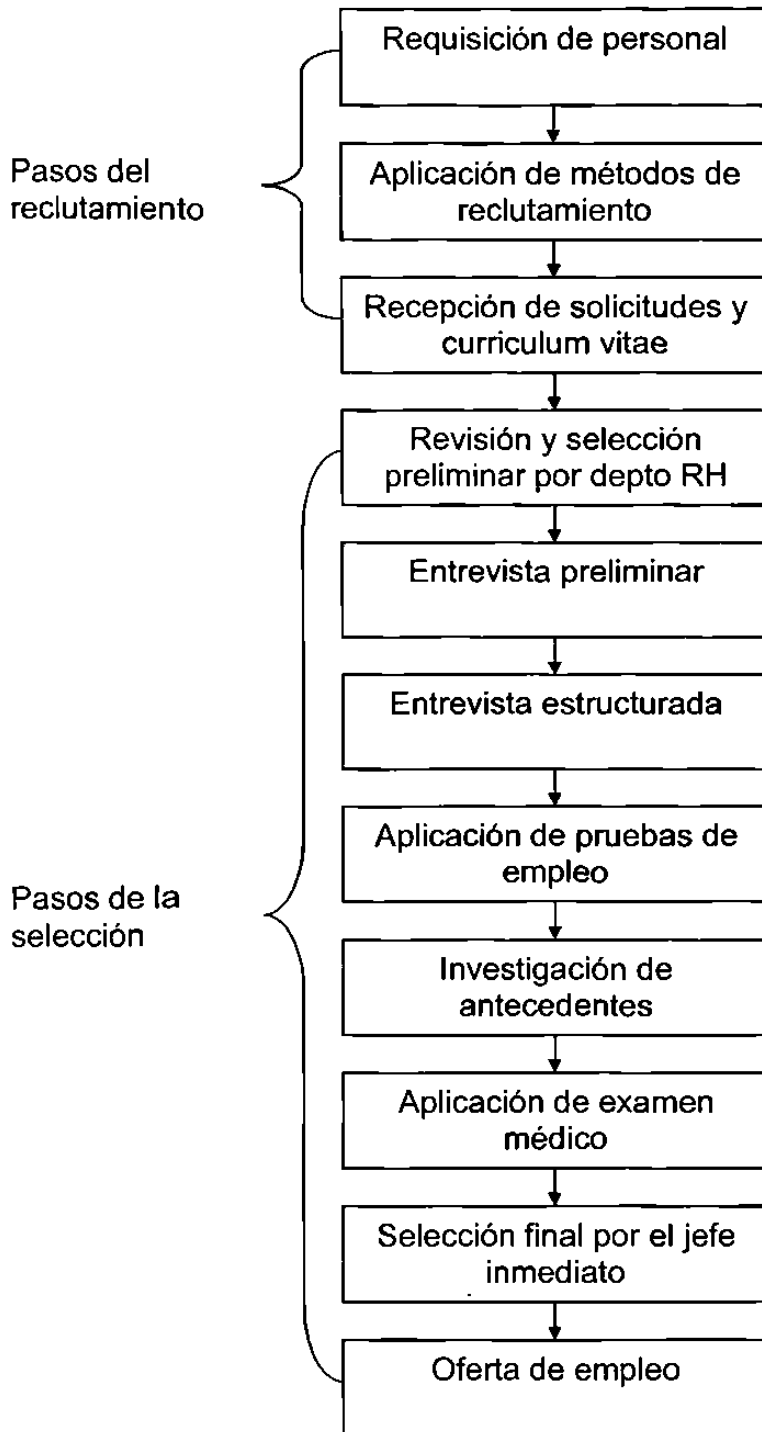 Requisición de personal
Pasos del
reclutamiento
Aplicación de métodos de
reclutamiento
Recepción de solicitudes y
curriculum vitae
Revisión y selección
preliminar por depto RH
Entrevista preliminar
Entrevista estructurada
Aplicación de pruebas de
empleo
Pasos de la
selección
Investigación de
antecedentes
Aplicación de examen
médico
Selección final por el jefe
inmediato
Oferta de empleo